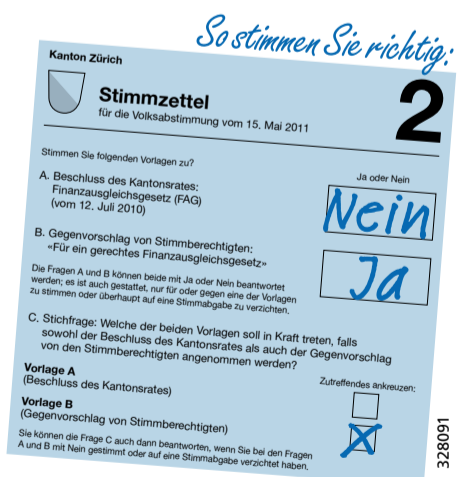 So stimmen Sie richtig:
Kanton Zürich
2
Stimmzettel
für die Volksabstimmung vom 15. Mai 2011
Stimmen Sie folgenden Vorlagen zu?
Ja oder Nein
A. Beschluss des Kantonsrates:
Finanzausgleichsgesetz (FAG)
(vom 12. Juli 2010)
Nein
B. Gegenvorschlag von Stimmberechtigten:
«Für ein gerechtes Finanzausgleichsgesetz»
Ja
Die Fragen A und B können beide mit Ja oder Nein beantwortet
werden; es ist auch gestattet, nur für oder gegen eine der Vorlagen
zu stimmen oder überhaupt auf eine Stimmabgabe zu verzichten.
C. Stichfrage: Welche der beiden Vorlagen soll in Kraft treten, falls
sowohl der Beschluss des Kantonsrates als auch der Gegenvorschlag
von den Stimmberechtigten angenommen werden?
Zutreffendes ankreuzen:
Vorlage A
(Beschluss des Kantonsrates)
Vorlage B
(Gegenvorschlag von Stimmberechtigten)
X
Sie können die Frage C auch dann beantworten, wenn Sie bei den Fragen
A und B mit Nein gestimmt oder auf eine Stimmabgabe verzichtet haben.
328091